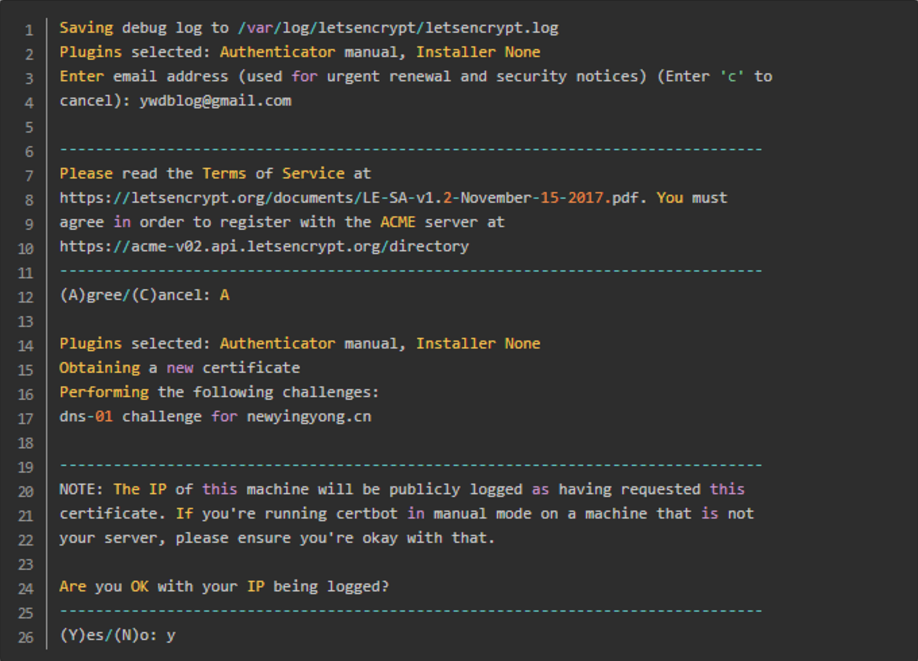 1 Saving debug log to /var/log/letsencrypt/letsencrypt.log
2 Plugins selected: Authenticator manual, Installer None
3 Enter email address (used for urgent renewal and security notices) (Enter 'c' to
4 cancel): ywdblog@gmail.com
5
6 -------------------------------------------------------------------------------
7 Please read the Terms of Service at
8 https://letsencrypt.org/documents/LE-SA-v1.2-November-15-2017.pdf. You must
9 agree in order to register with the ACME server at
10 https://acme-v02.api.letsencrypt.org/directory
11 -------------------------------------------------------------------------------
12 (A)gree/(C)ancel: A
13
14 Plugins selected: Authenticator manual, Installer None
15 Obtaining a new certificate
16 Performing the following challenges:
17 dns-01 challenge for newyingyong.cn
18
19 -------------------------------------------------------------------------------
20 NOTE: The IP of this machine will be publicly logged as having requested this
21 certificate. If you're running certbot in manual mode on a machine that is not
22 your server, please ensure you're okay with that.
23
24 Are you OK with your IP being logged?
25 -------------------------------------------------------------------------------
26 (Y)es/(N)o: y